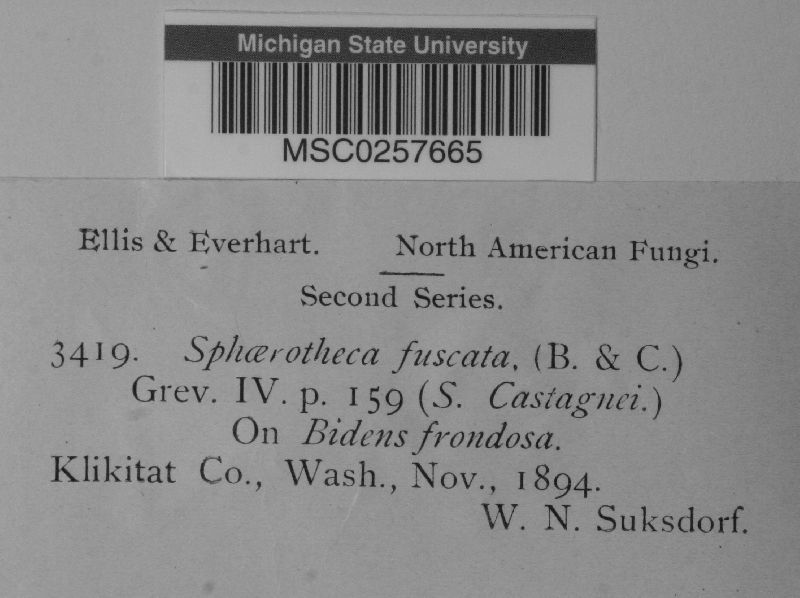 Michigan State University
MSC0257665
Ellis & Everhart. North American Fungi.
Second Series.
3419. Sphærotheca fuscata, (B. & C.)
Grev. IV. p. 159 (S. Castagnei.)
On Bidens frondosa.
Klikitat Co., Wash., Nov., 1894.
W. N. Suksdorf.